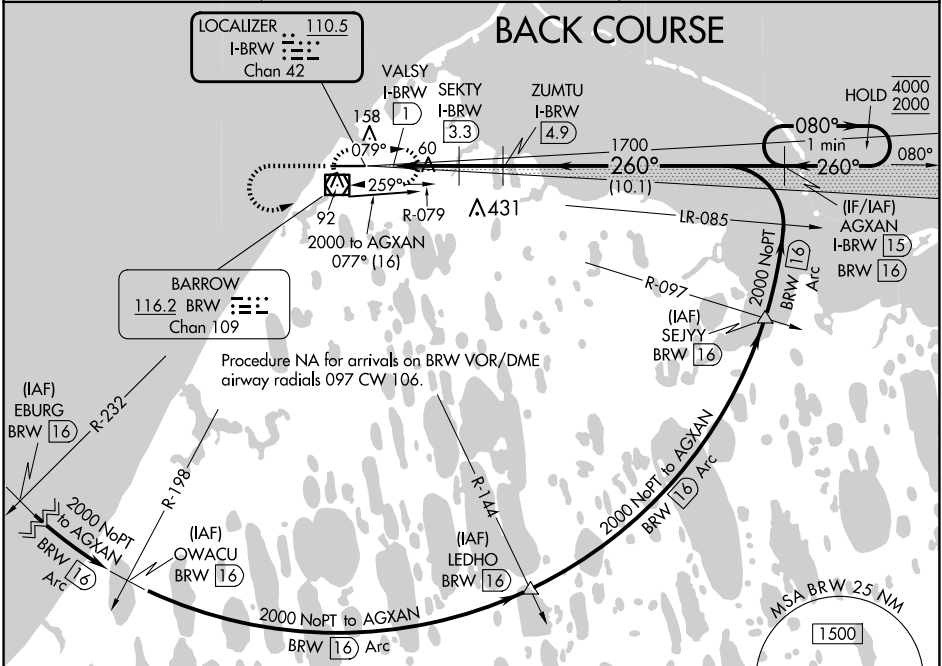 BACK COURSE
LOCALIZER 110.5
I-BRW
Chan 42
VALSY
I-BRW
1
SEKTY
I-BRW
3.3
ZUMTU
I-BRW
4.9
HOLD 4000
2000
158
079°
60
1700
260°
(10.1)
080°
1 min
260°
080°
259°
92
R-079
431
2000 to AGXAN
077° (16)
LR-085
(IF/IAF)
AGXAN
I-BRW 15
BRW 16
BARROW
116.2 BRW
Chan 109
R-097
2000 NoPT
BRW 16
Arc
(IAF)
SEJYY
BRW 16
Procedure NA for arrivals on BRW VOR/DME
airway radials 097 CW 106.
(IAF)
EBURG
BRW 16
R-232
R-198
R-144
2000 NoPT to AGXAN
BRW 16 Arc
2000 NoPT
to AGXAN
BRW 16
Arc
(IAF)
OWACU
BRW 16
(IAF)
LEDHO
BRW 16
2000 NoPT to AGXAN
BRW 16 Arc
MSA BRW 25 NM
1500